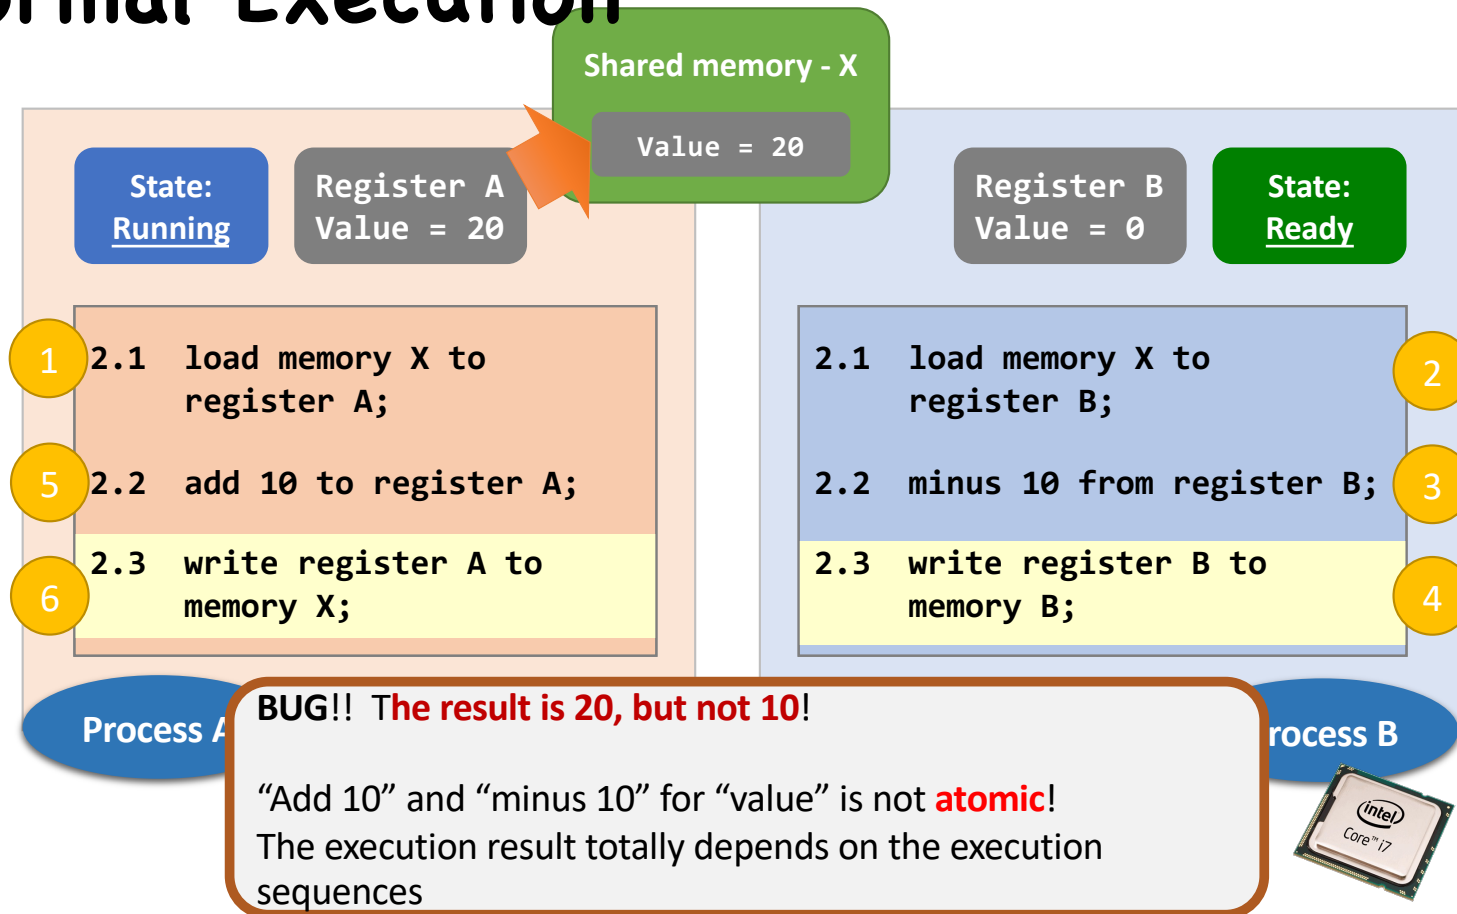 ormal Execution
Shared memory - X
Value = 20
State:
Running
Register A
Value = 20
Register B
Value = 0
State:
Ready
1
2.1 load memory X to
register A;
5
2.2 add 10 to register A;
6
2.3 write register A to
memory X;
2.1 load memory X to
register B;
2
2.2 minus 10 from register B;
3
2.3 write register B to
memory B;
4
Process A
rocess B
BUG!! The result is 20, but not 10!
“Add 10” and “minus 10” for “value” is not atomic!
The execution result totally depends on the execution
sequences
(intel)
Core™ i7